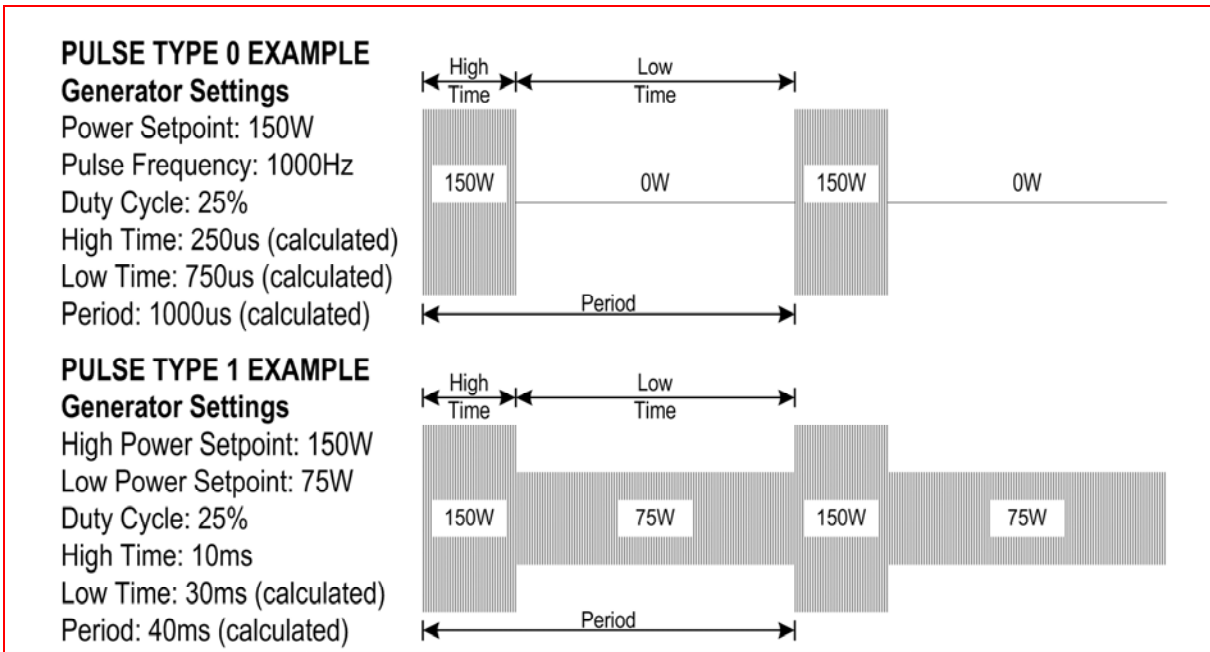 PULSE TYPE 0 EXAMPLE
Generator Settings
Power Setpoint: 150W
Pulse Frequency: 1000Hz
Duty Cycle: 25%
High Time: 250us (calculated)
Low Time: 750us (calculated)
Period: 1000us (calculated)
High Time
Low Time
150W
0W
150W
0W
Period
PULSE TYPE 1 EXAMPLE
Generator Settings
High Power Setpoint: 150W
Low Power Setpoint: 75W
Duty Cycle: 25%
High Time: 10ms
Low Time: 30ms (calculated)
Period: 40ms (calculated)
High Time
Low Time
150W
75W
150W
75W
Period